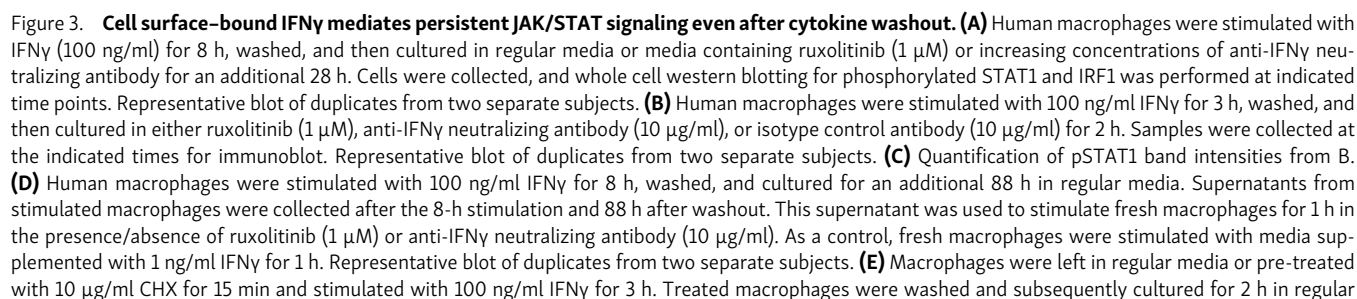 Figure 3. Cell surface–bound IFNγ mediates persistent JAK/STAT signaling even after cytokine washout. (A) Human macrophages were stimulated with
IFNγ (100 ng/ml) for 8 h, washed, and then cultured in regular media or media containing ruxolitinib (1 μM) or increasing concentrations of anti-IFNγ neu-
tralizing antibody for an additional 28 h. Cells were collected, and whole cell western blotting for phosphorylated STAT1 and IRF1 was performed at indicated
time points. Representative blot of duplicates from two separate subjects. (B) Human macrophages were stimulated with 100 ng/ml IFNγ for 3 h, washed, and
then cultured in either ruxolitinib (1 μM), anti-IFNγ neutralizing antibody (10 μg/ml), or isotype control antibody (10 μg/ml) for 2 h. Samples were collected at
the indicated times for immunoblot. Representative blot of duplicates from two separate subjects. (C) Quantification of pSTAT1 band intensities from B.
(D) Human macrophages were stimulated with 100 ng/ml IFNγ for 8 h, washed, and cultured for an additional 88 h in regular media. Supernatants from
stimulated macrophages were collected after the 8-h stimulation and 88 h after washout. This supernatant was used to stimulate fresh macrophages for 1 h in
the presence/absence of ruxolitinib (1 μM) or anti-IFNγ neutralizing antibody (10 μg/ml). As a control, fresh macrophages were stimulated with media sup-
plemented with 1 ng/ml IFNγ for 1 h. Representative blot of duplicates from two separate subjects. (E) Macrophages were left in regular media or pre-treated
with 10 μg/ml CHX for 15 min and stimulated with 100 ng/ml IFNγ for 3 h. Treated macrophages were washed and subsequently cultured for 2 h in regular